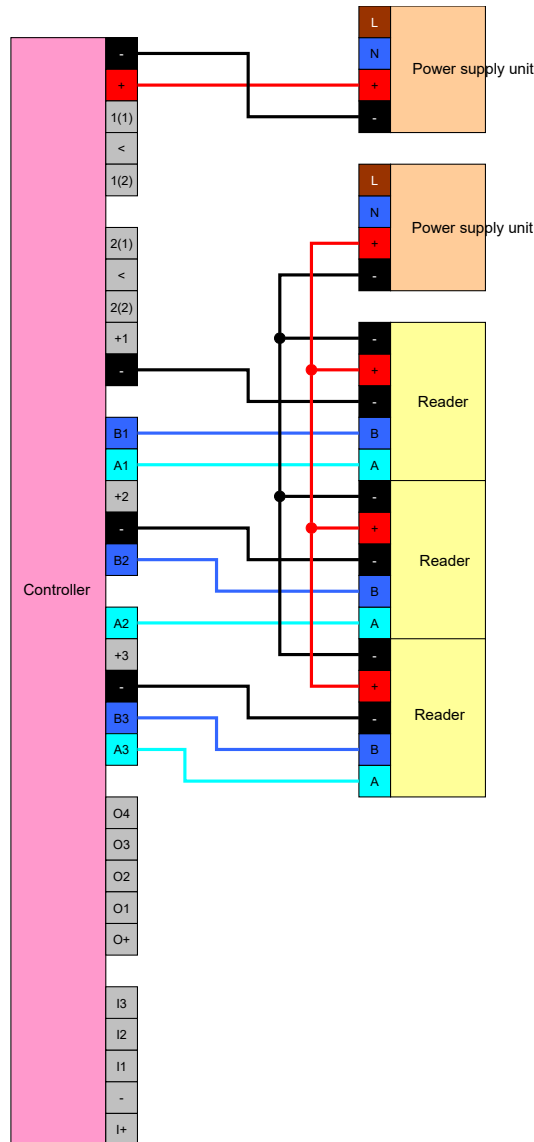 Controller
-
+
1(1)
<
1(2)
2(1)
<
2(2)
+1
-
B1
A1
+2
-
B2
A2
+3
-
B3
A3
O4
O3
O2
O1
O+
I3
I2
I1
-
I+
L
N
+
-
Power supply unit
L
N
+
-
Power supply unit
-
+
-
B
A
Reader
-
+
-
B
A
Reader
-
+
-
B
A
Reader